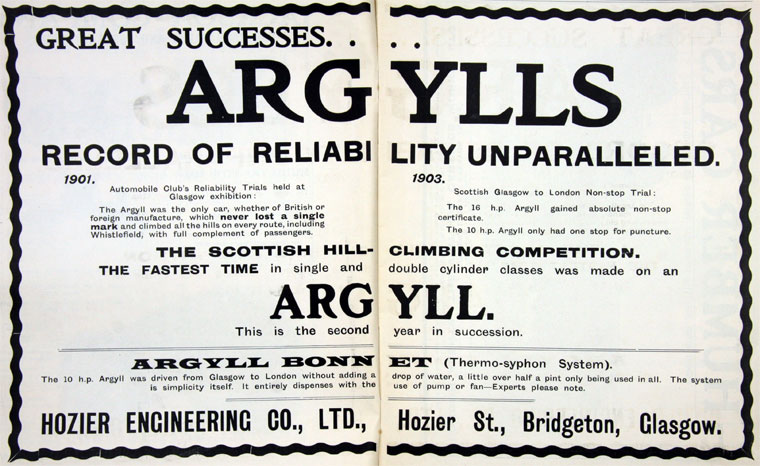 GREAT SUCCESSES. . . .
ARGYLLS
RECORD OF RELIABILITY UNPARALLELED.
1901.
Automobile Club's Reliability Trials held at
Glasgow exhibition :
The Argyll was the only car, whether of British or
foreign manufacture, which never lost a single
mark and climbed all the hills on every route, including
Whistlefield, with full complement of passengers.
1903.
Scottish Glasgow to London Non-stop Trial :
The 16 h.p. Argyll gained absolute non-stop
certificate.
The 10 h.p. Argyll only had one stop for puncture.
THE SCOTTISH HILL-CLIMBING COMPETITION.
THE FASTEST TIME in single and double cylinder classes was made on an
ARGYLL.
This is the second year in succession.
ARGYLL BONNET (Thermo-syphon System).
The 10 h.p. Argyll was driven from Glasgow to London without adding a drop of water, a little over half a pint only being used in all. The system
is simplicity itself. It entirely dispenses with the use of pump or fan—Experts please note.
HOZIER ENGINEERING CO., LTD., Hozier St., Bridgeton, Glasgow.